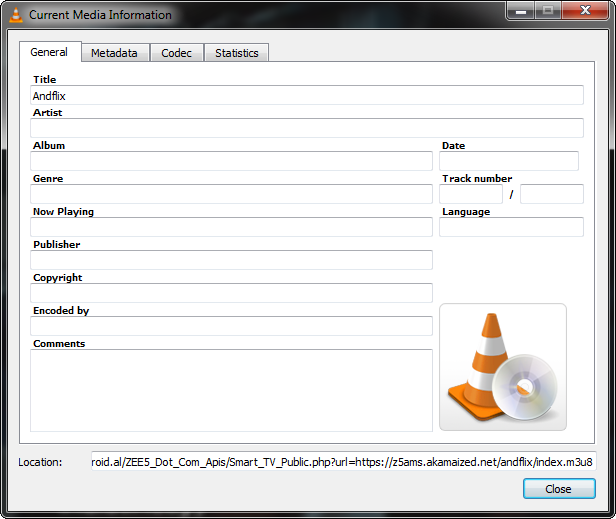 Current Media Information
General Metadata Codec Statistics
Title
Andflix
Artist
Album Date
Genre Track number
/
Now Playing Language
Publisher
Copyright
Encoded by
Comments
Location: roid.al/ZEE5_Dot_Com_Apis/Smart_TV_Public.php?url=https://z5ams.akamaized.net/andflix/index.m3u8
Close